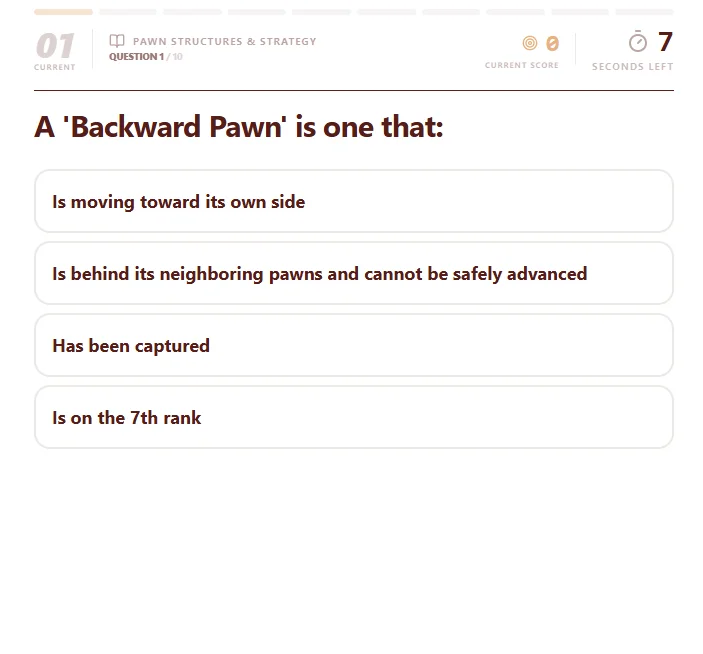 01
CURRENT
PAWN STRUCTURES & STRATEGY
QUESTION 1 / 10
0
CURRENT SCORE
7
SECONDS LEFT
A 'Backward Pawn' is one that:
Is moving toward its own side
Is behind its neighboring pawns and cannot be safely advanced
Has been captured
Is on the 7th rank